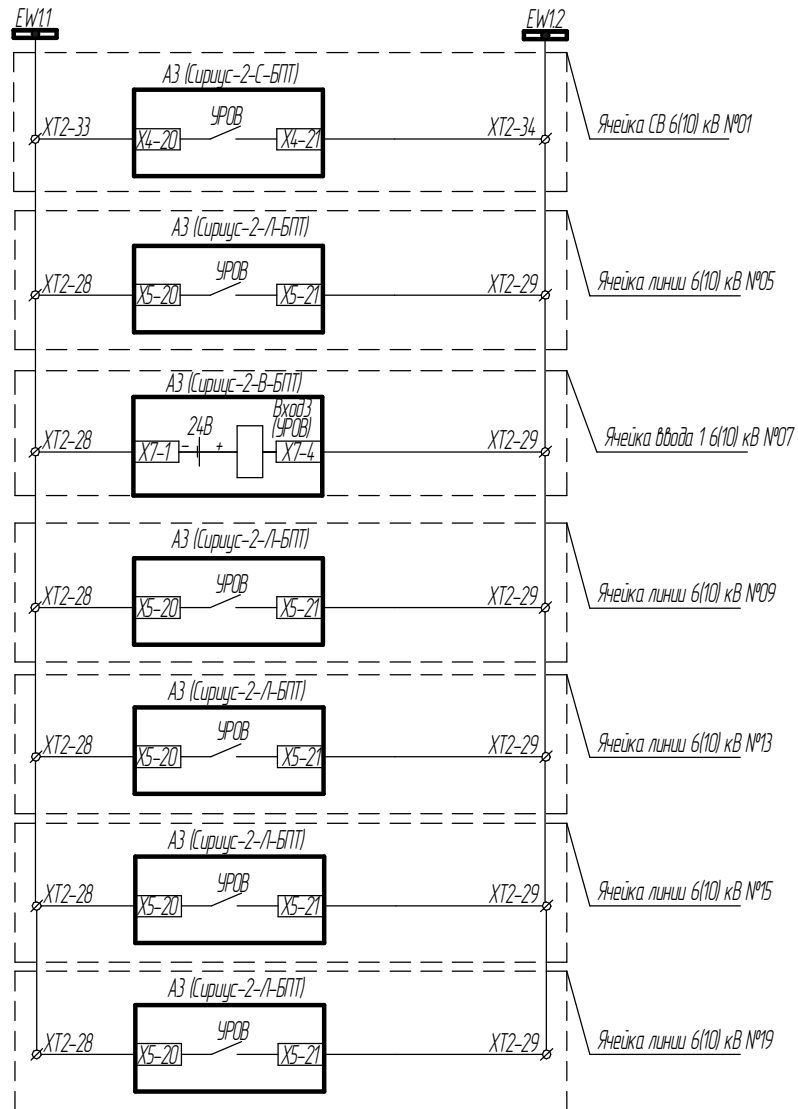 EW1.1
EW1.2
А3 (Сириус-2-С-БПТ)
УРОВ
XT2-33
X4-20
X4-21
XT2-34
Ячейка СВ 6(10) кВ №01
А3 (Сириус-2-Л-БПТ)
УРОВ
XT2-28
X5-20
X5-21
XT2-29
Ячейка линии 6(10) кВ №05
А3 (Сириус-2-В-БПТ)
Вход3
(УРОВ)
24В
- +
XT2-28
X7-1
X7-4
XT2-29
Ячейка ввода 1 6(10) кВ №07
А3 (Сириус-2-Л-БПТ)
УРОВ
XT2-28
X5-20
X5-21
XT2-29
Ячейка линии 6(10) кВ №09
А3 (Сириус-2-Л-БПТ)
УРОВ
XT2-28
X5-20
X5-21
XT2-29
Ячейка линии 6(10) кВ №13
А3 (Сириус-2-Л-БПТ)
УРОВ
XT2-28
X5-20
X5-21
XT2-29
Ячейка линии 6(10) кВ №15
А3 (Сириус-2-Л-БПТ)
УРОВ
XT2-28
X5-20
X5-21
XT2-29
Ячейка линии 6(10) кВ №19